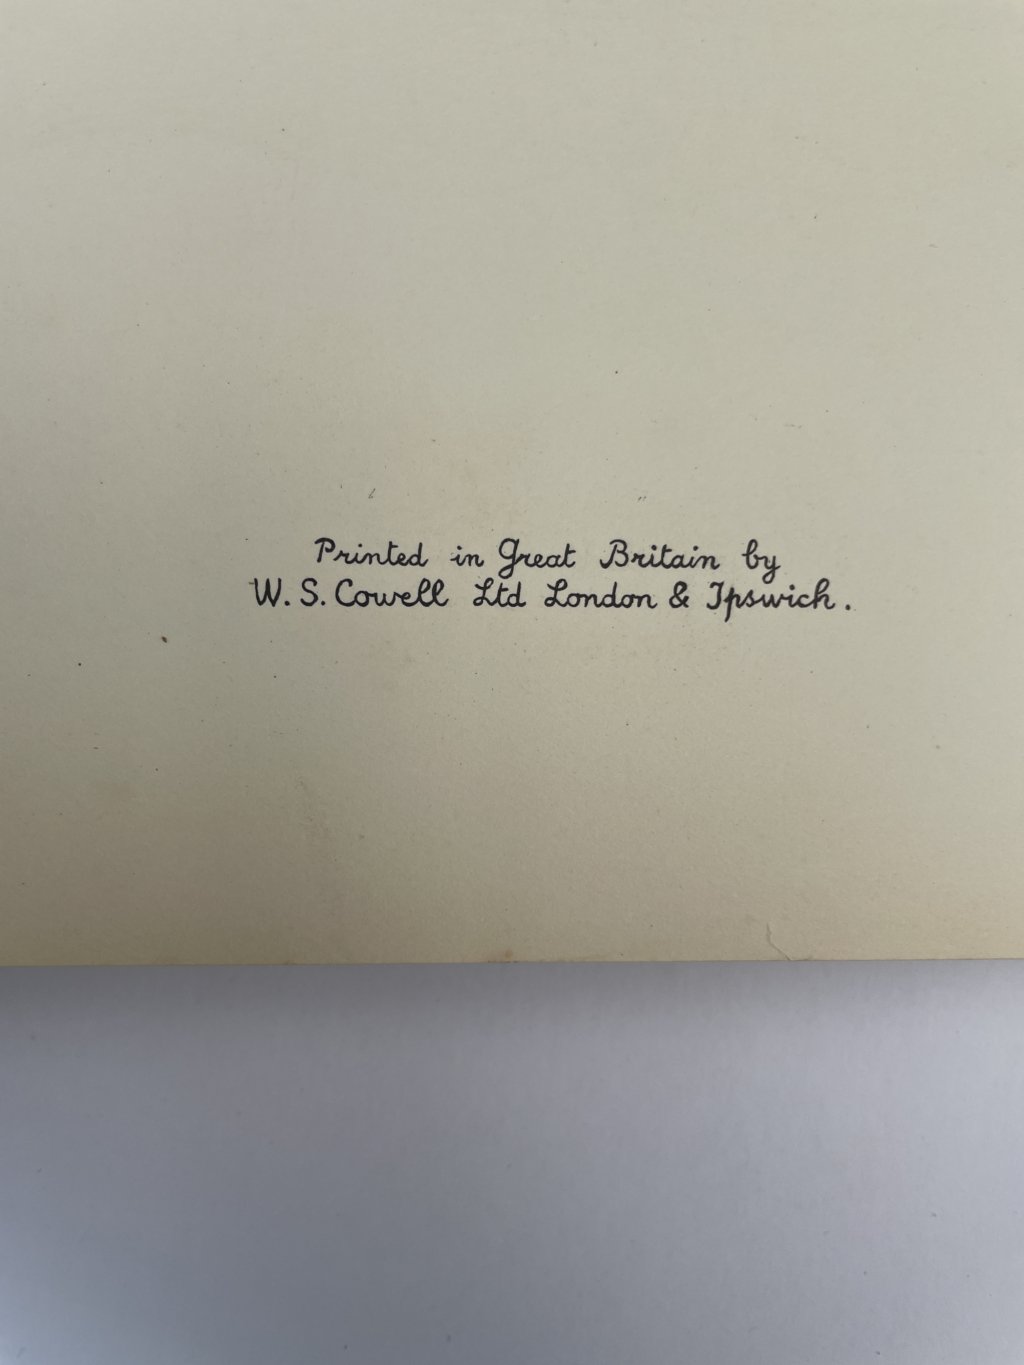 Printed in Great Britain by
W. S. Cowell Ltd London & Ipswich.